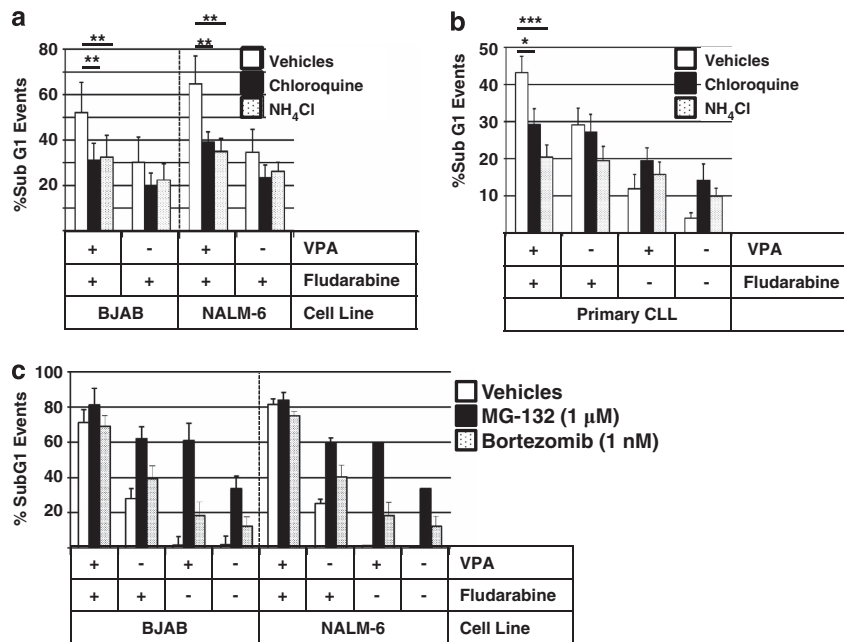 a
** **
** **
80
60
40
20
%Sub G1 Events
Vehicles
Chloroquine
NH4Cl
+ - + - VPA
+ + + + Fludarabine
BJAB NALM-6 Cell Line
b
***
*
50
40
30
20
10
%Sub G1 Events
Vehicles
Chloroquine
NH4Cl
+ - + - VPA
+ + - - Fludarabine
Primary CLL
c
100
80
60
40
20
% SubG1 Events
Vehicles
MG-132 (1 μM)
Bortezomib (1 nM)
+ - + - + - + - VPA
+ + - - + + - - Fludarabine
BJAB NALM-6 Cell Line